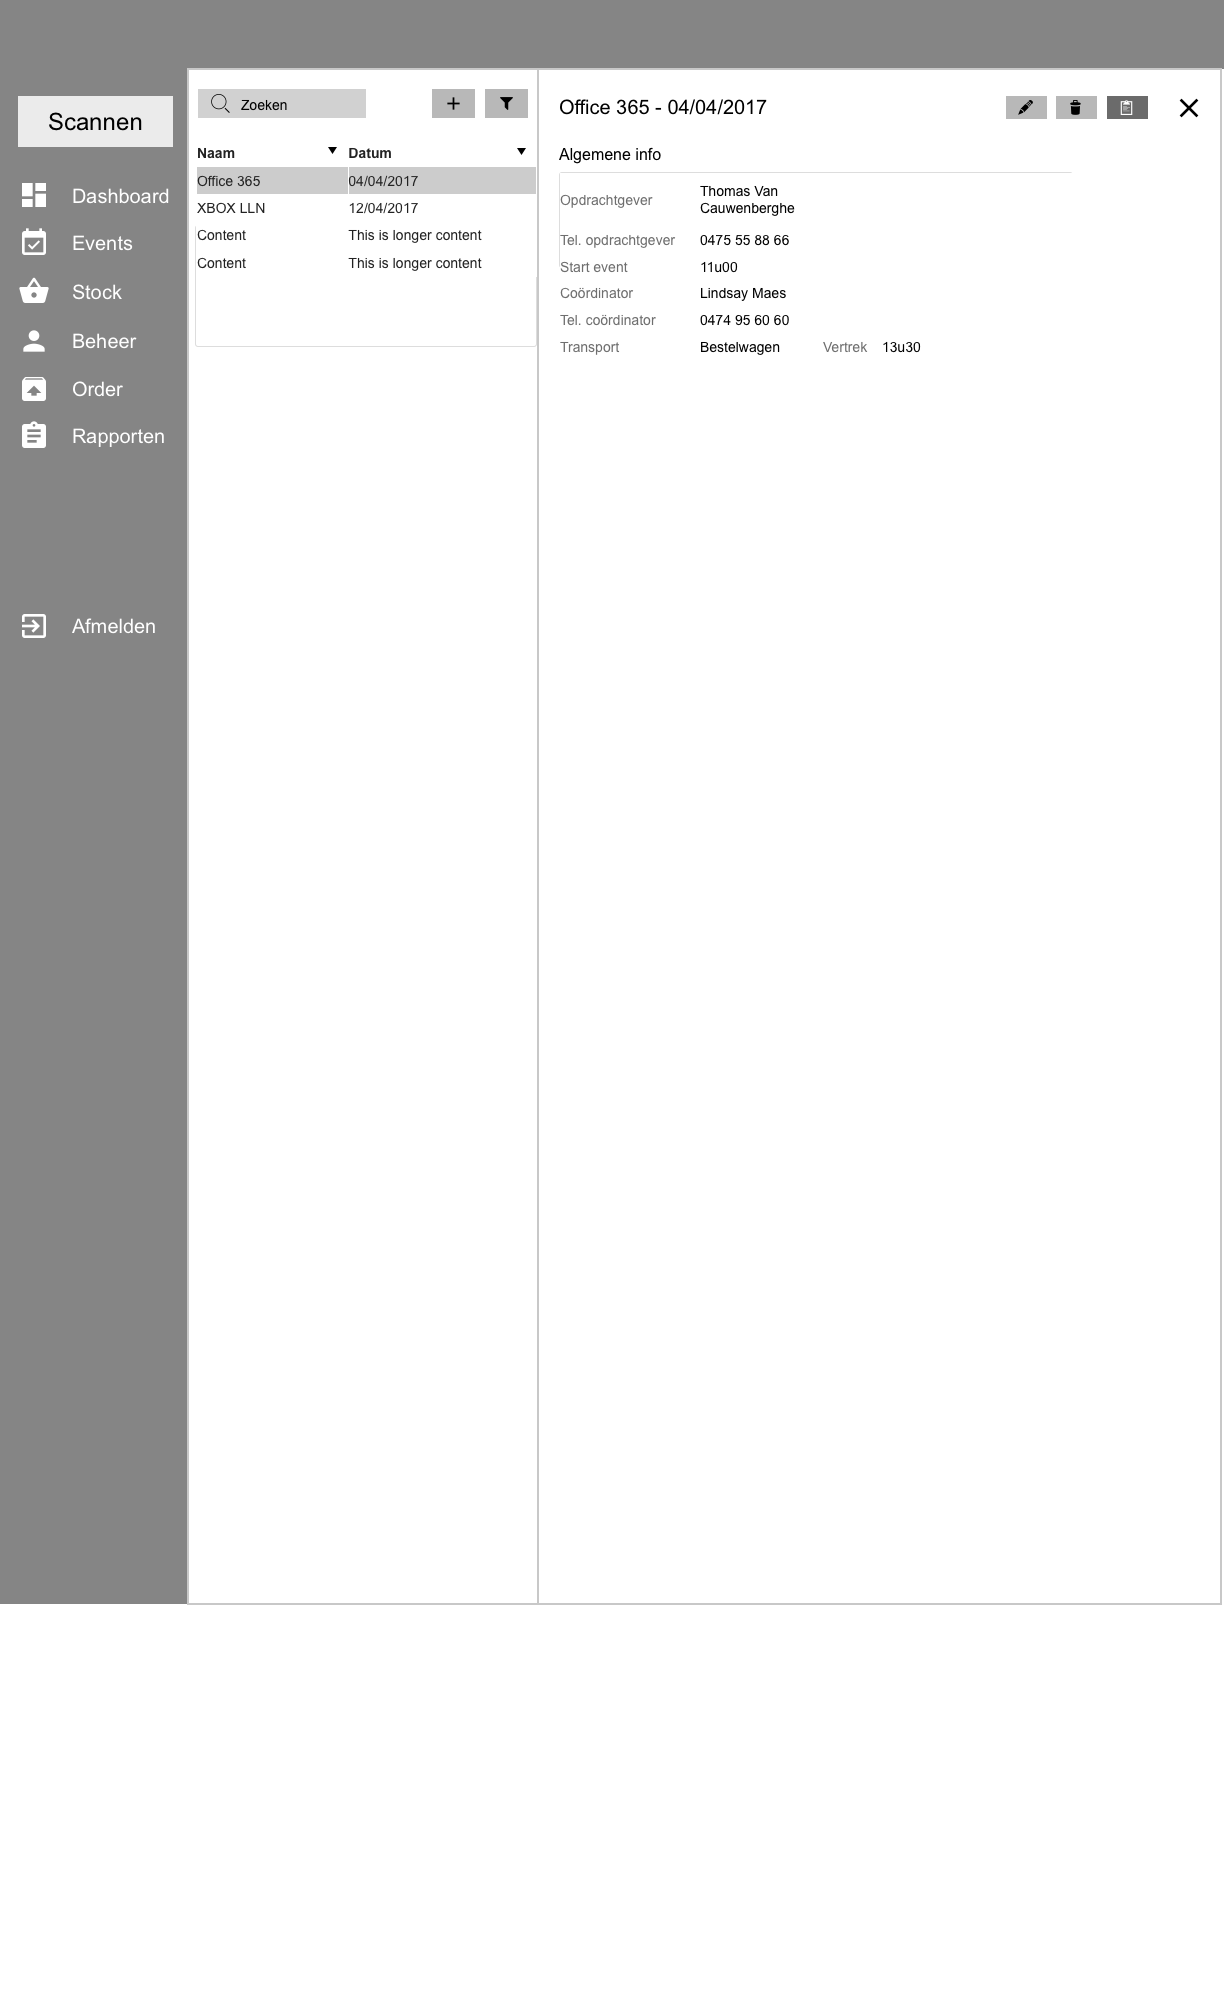 Scannen
Dashboard
Events
Stock
Beheer
Order
Rapporten
Afmelden
Zoeken
Naam Datum
Office 365 04/04/2017
XBOX LLN 12/04/2017
Content This is longer content
Content This is longer content
Office 365 - 04/04/2017
Algemene info
Opdrachtgever Thomas Van
Cauwenberghe
Tel. opdrachtgever 0475 55 88 66
Start event 11u00
Coördinator Lindsay Maes
Tel. coördinator 0474 95 60 60
Transport Bestelwagen Vertrek 13u30